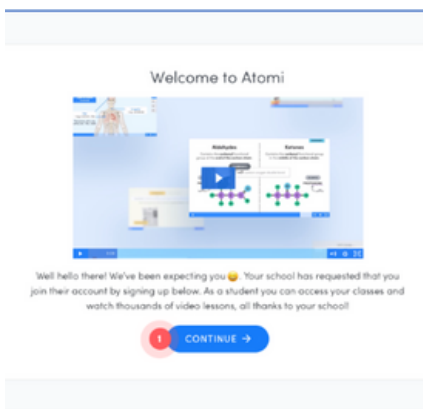 Welcome to Atomi
Aldehydes
Ketones
Well hello there! We've been expecting you 😀. Your school has requested that you
join their account by signing up below. As a student you can access your classes and
watch thousands of video lessons, all thanks to your school!
1
CONTINUE →